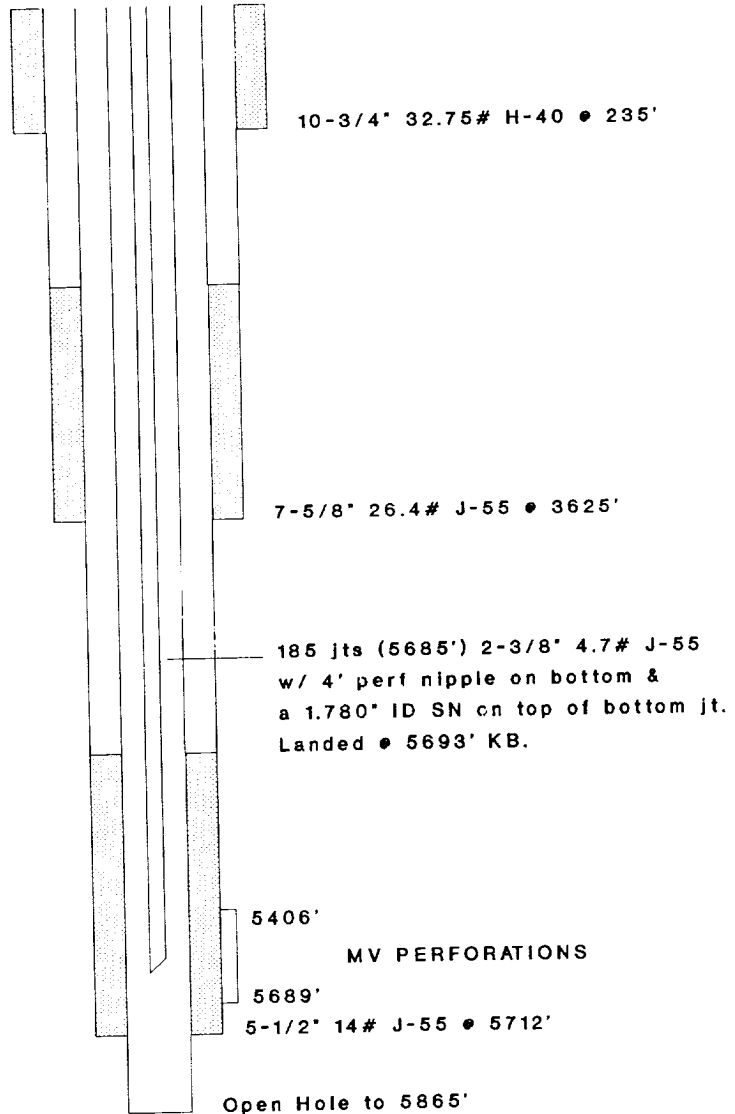 10-3/4" 32.75# H-40 @ 235'
7-5/8" 26.4# J-55 @ 3625'
185 jts (5685') 2-3/8" 4.7# J-55
w/ 4' perf nipple on bottom &
a 1.780" ID SN on top of bottom jt.
Landed @ 5693' KB.
5406'
MV PERFORATIONS
5689'
5-1/2" 14# J-55 @ 5712'
Open Hole to 5865'